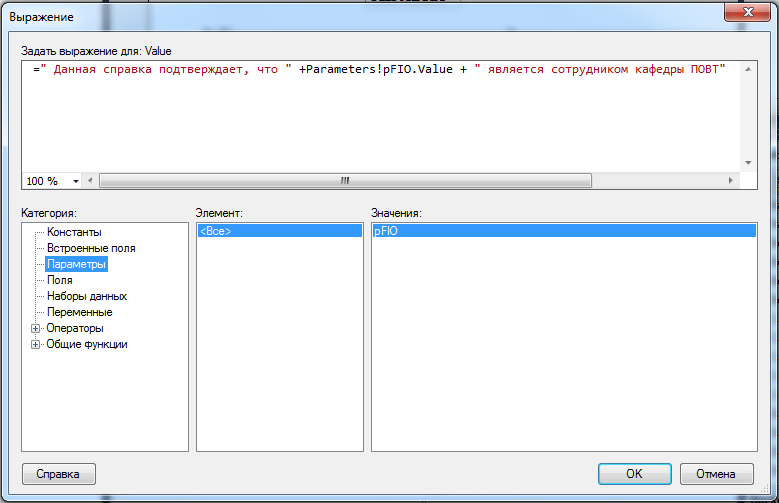 Выражение
Задать выражение для: Value
=" Данная справка подтверждает, что " +Parameters!pFIO.Value + " является сотрудником кафедры ПОВТ"
100 %
Категория:
Элемент:
Значения:
Константы
Встроенные поля
Параметры
Поля
Наборы данных
Переменные
Операторы
Общие функции
<Все>
pFIO
Справка
OK
Отмена